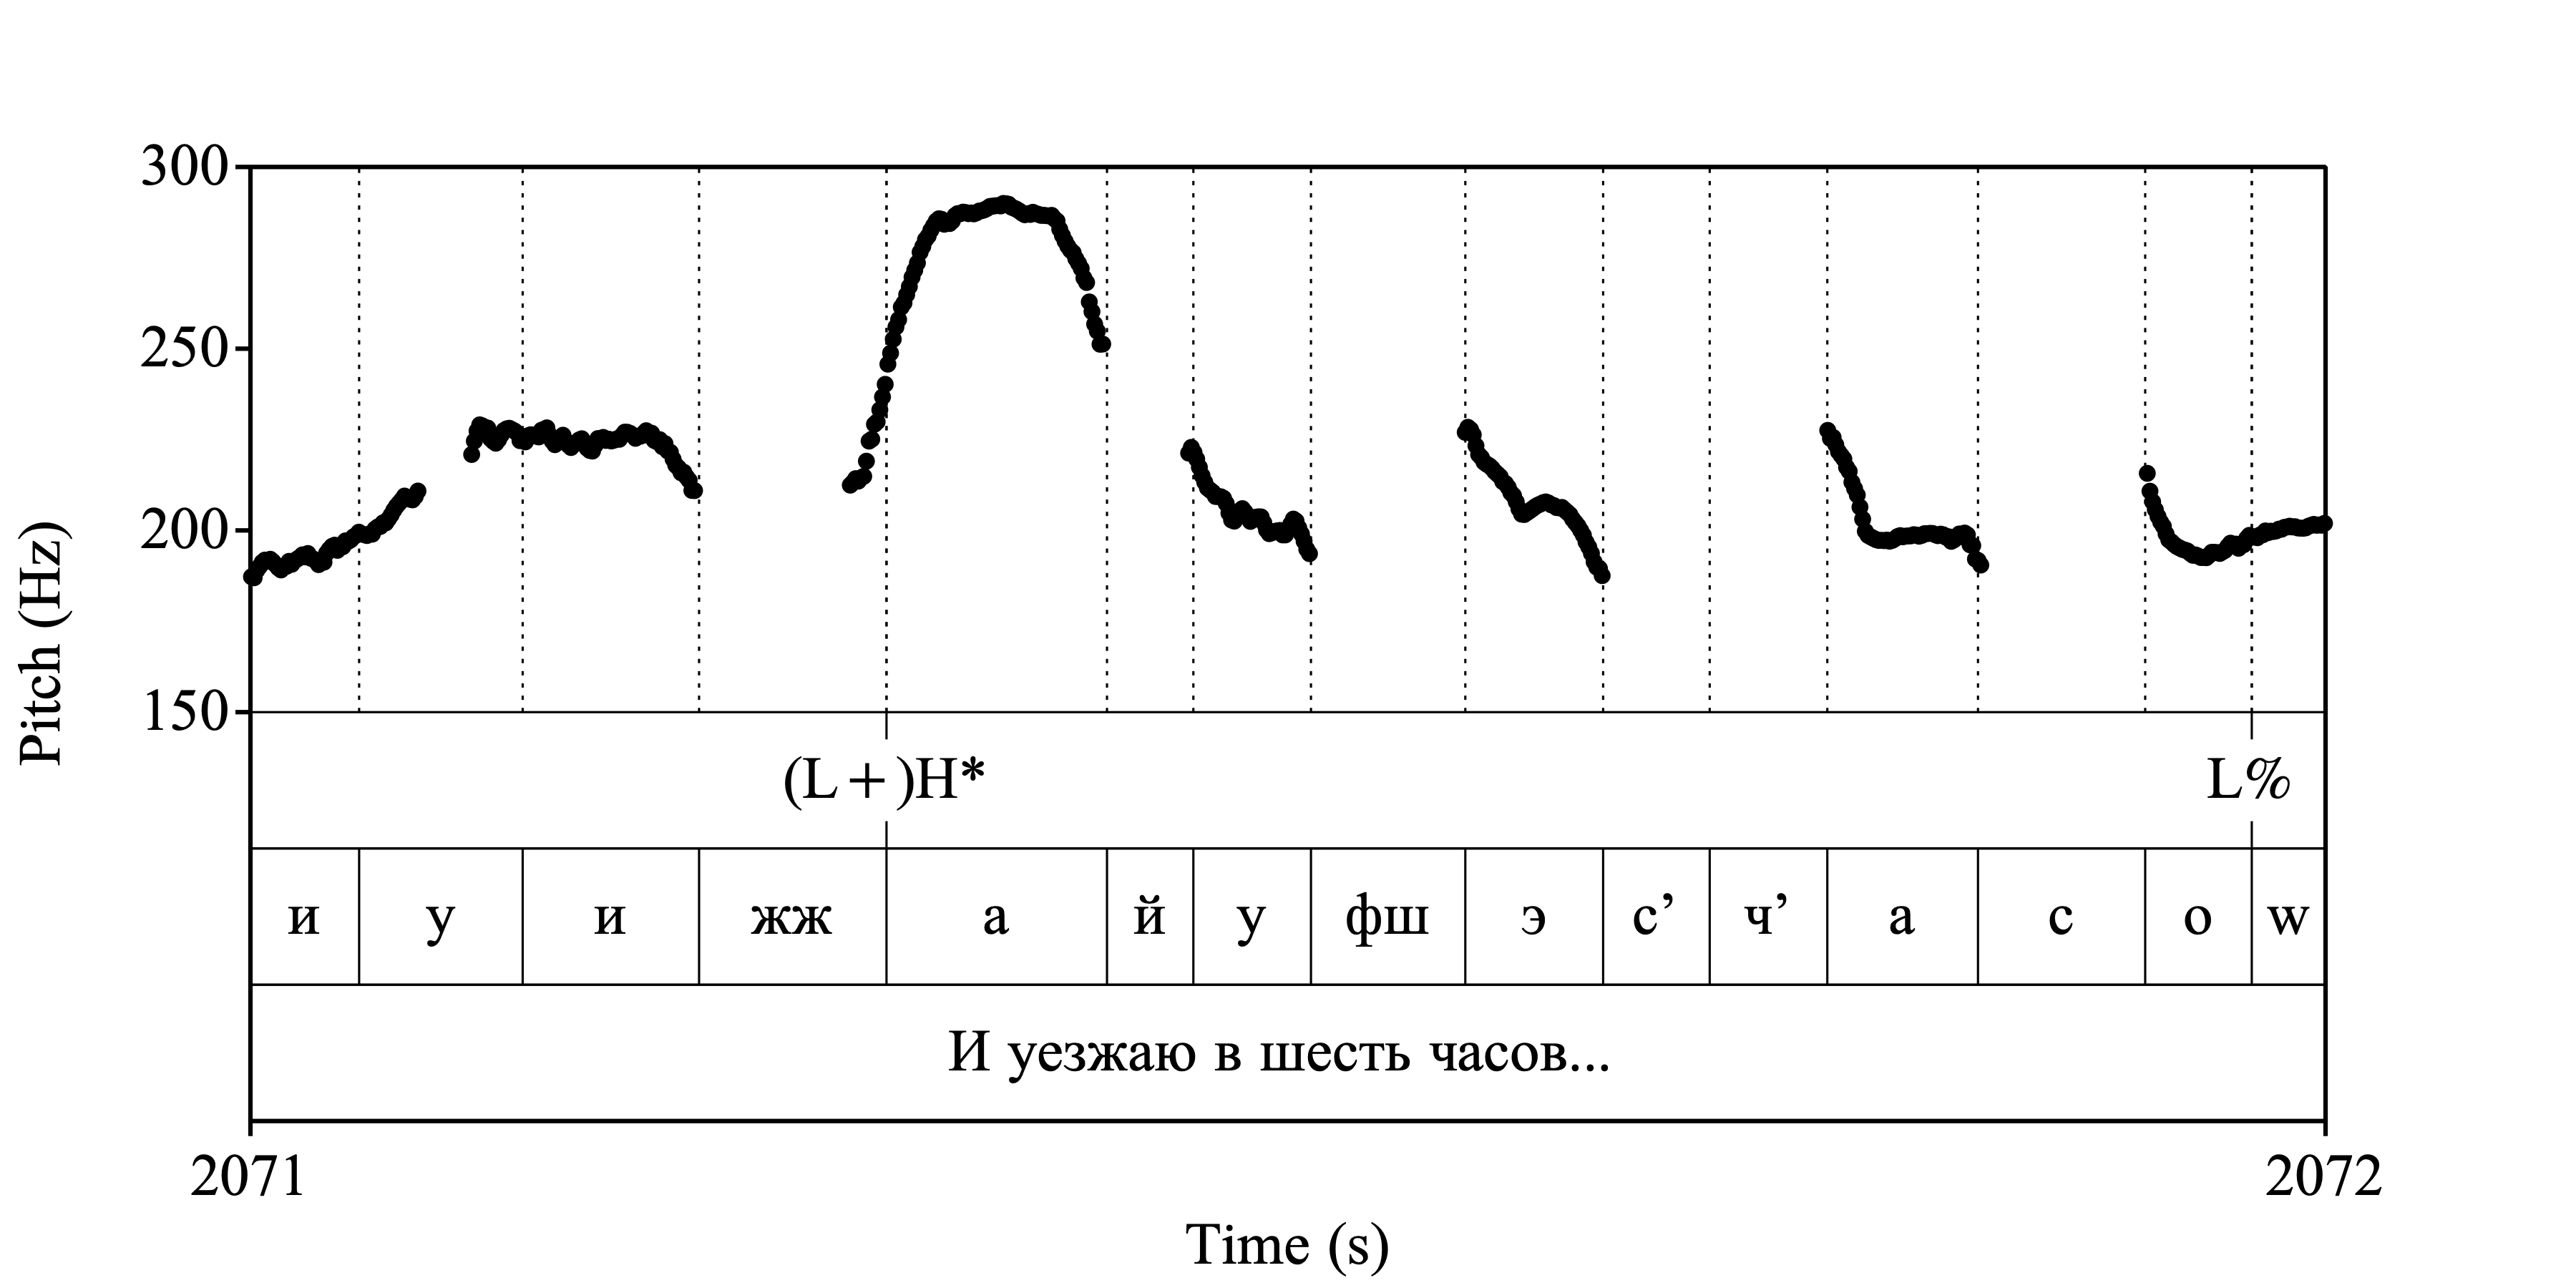 300
250
200
150
Pitch (Hz)
(L+)H* L%
и у и жж а й у фш э с’ ч’ а с о w
И уезжаю в шесть часов...
2071 2072
Time (s)